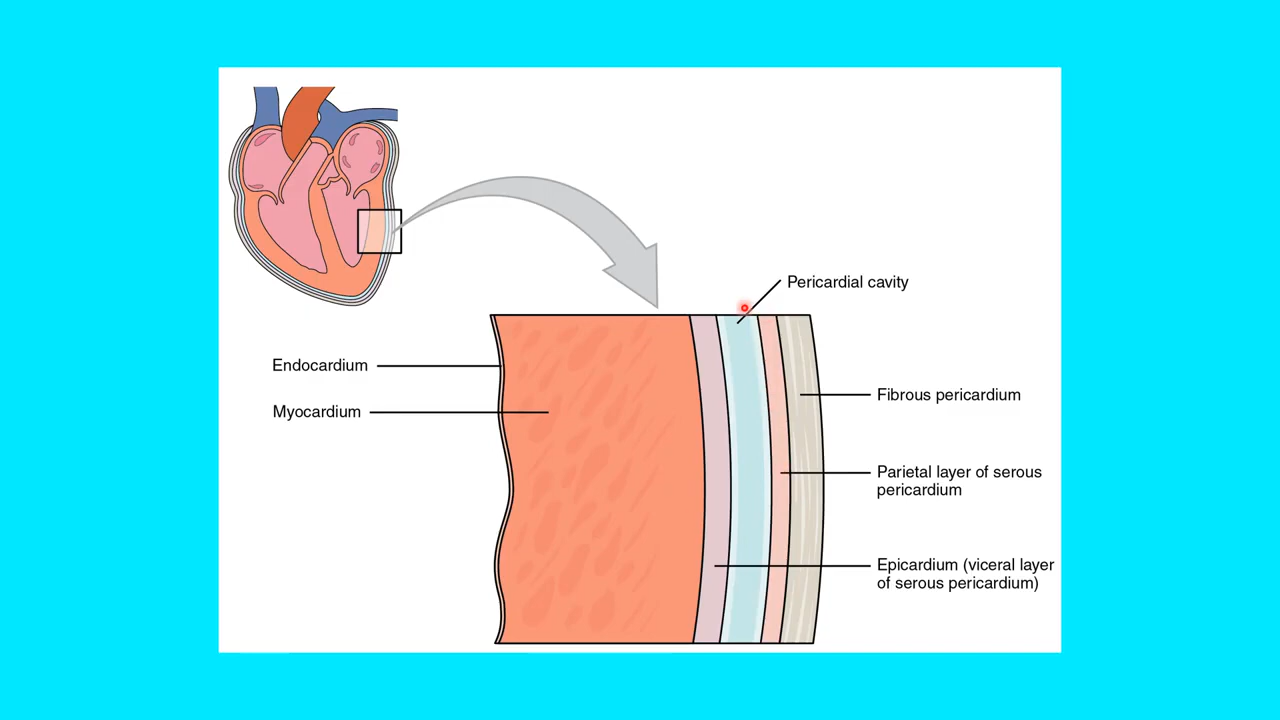 Pericardial cavity
Endocardium
Fibrous pericardium
Myocardium
Parietal layer of serous
pericardium
Epicardium (viceral layer
of serous pericardium)